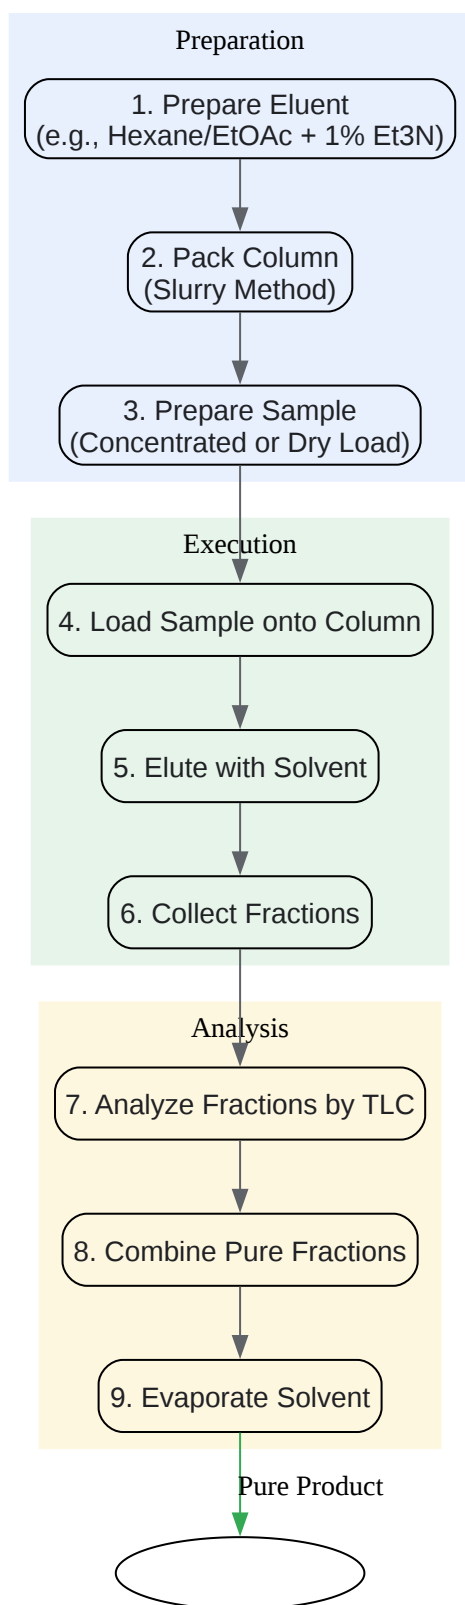 Preparation
1. Prepare Eluent
(e.g., Hexane/EtOAc + 1% Et3N)
2. Pack Column
(Slurry Method)
3. Prepare Sample
(Concentrated or Dry Load)
Execution
4. Load Sample onto Column
5. Elute with Solvent
6. Collect Fractions
Analysis
7. Analyze Fractions by TLC
8. Combine Pure Fractions
9. Evaporate Solvent
Pure Product